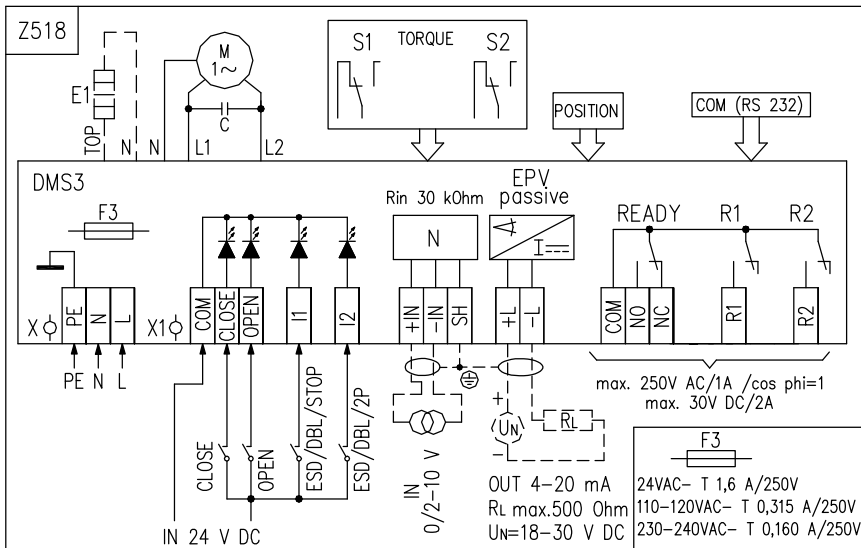 Z518
M
1~
E1
C
TOP
N
N
L1
L2
S1
TORQUE
S2
POSITION
COM (RS 232)
DMS3
F3
Rin 30 kOhm
N
EPV
passive
I
READY
R1
R2
X
PE
N
L
X1
COM
CLOSE
OPEN
I1
I2
+IN
-IN
SH
+L
-L
COM
NO
NC
R1
R2
PE N L
CLOSE
OPEN
ESD/DBL/STOP
ESD/DBL/2P
IN 24 V DC
IN
0/2-10 V
+
UN
-
RL
OUT 4-20 mA
RL max.500 Ohm
UN=18-30 V DC
max. 250V AC/1A /cos phi=1
max. 30V DC/2A
F3
24VAC- T 1,6 A/250V
110-120VAC- T 0,315 A/250V
230-240VAC- T 0,160 A/250V